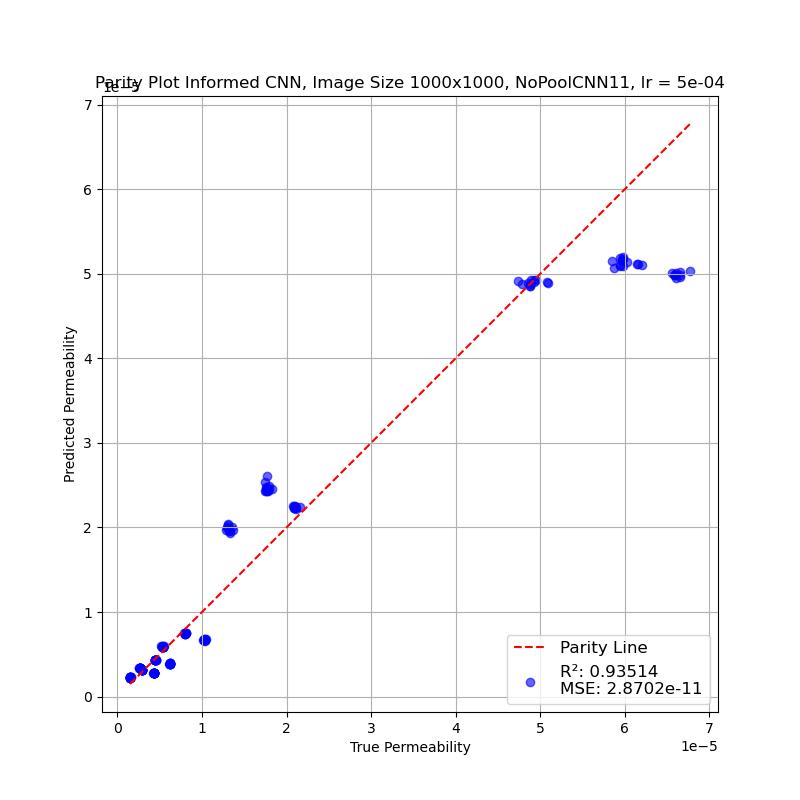 Parity Plot Informed CNN, Image Size 1000x1000, NoPoolCNN11, lr = 5e-04
1e−5
7
6
5
4
3
2
1
0
Predicted Permeability
Parity Line
R²: 0.93514
MSE: 2.8702e-11
0 1 2 3 4 5 6 7
True Permeability
1e−5